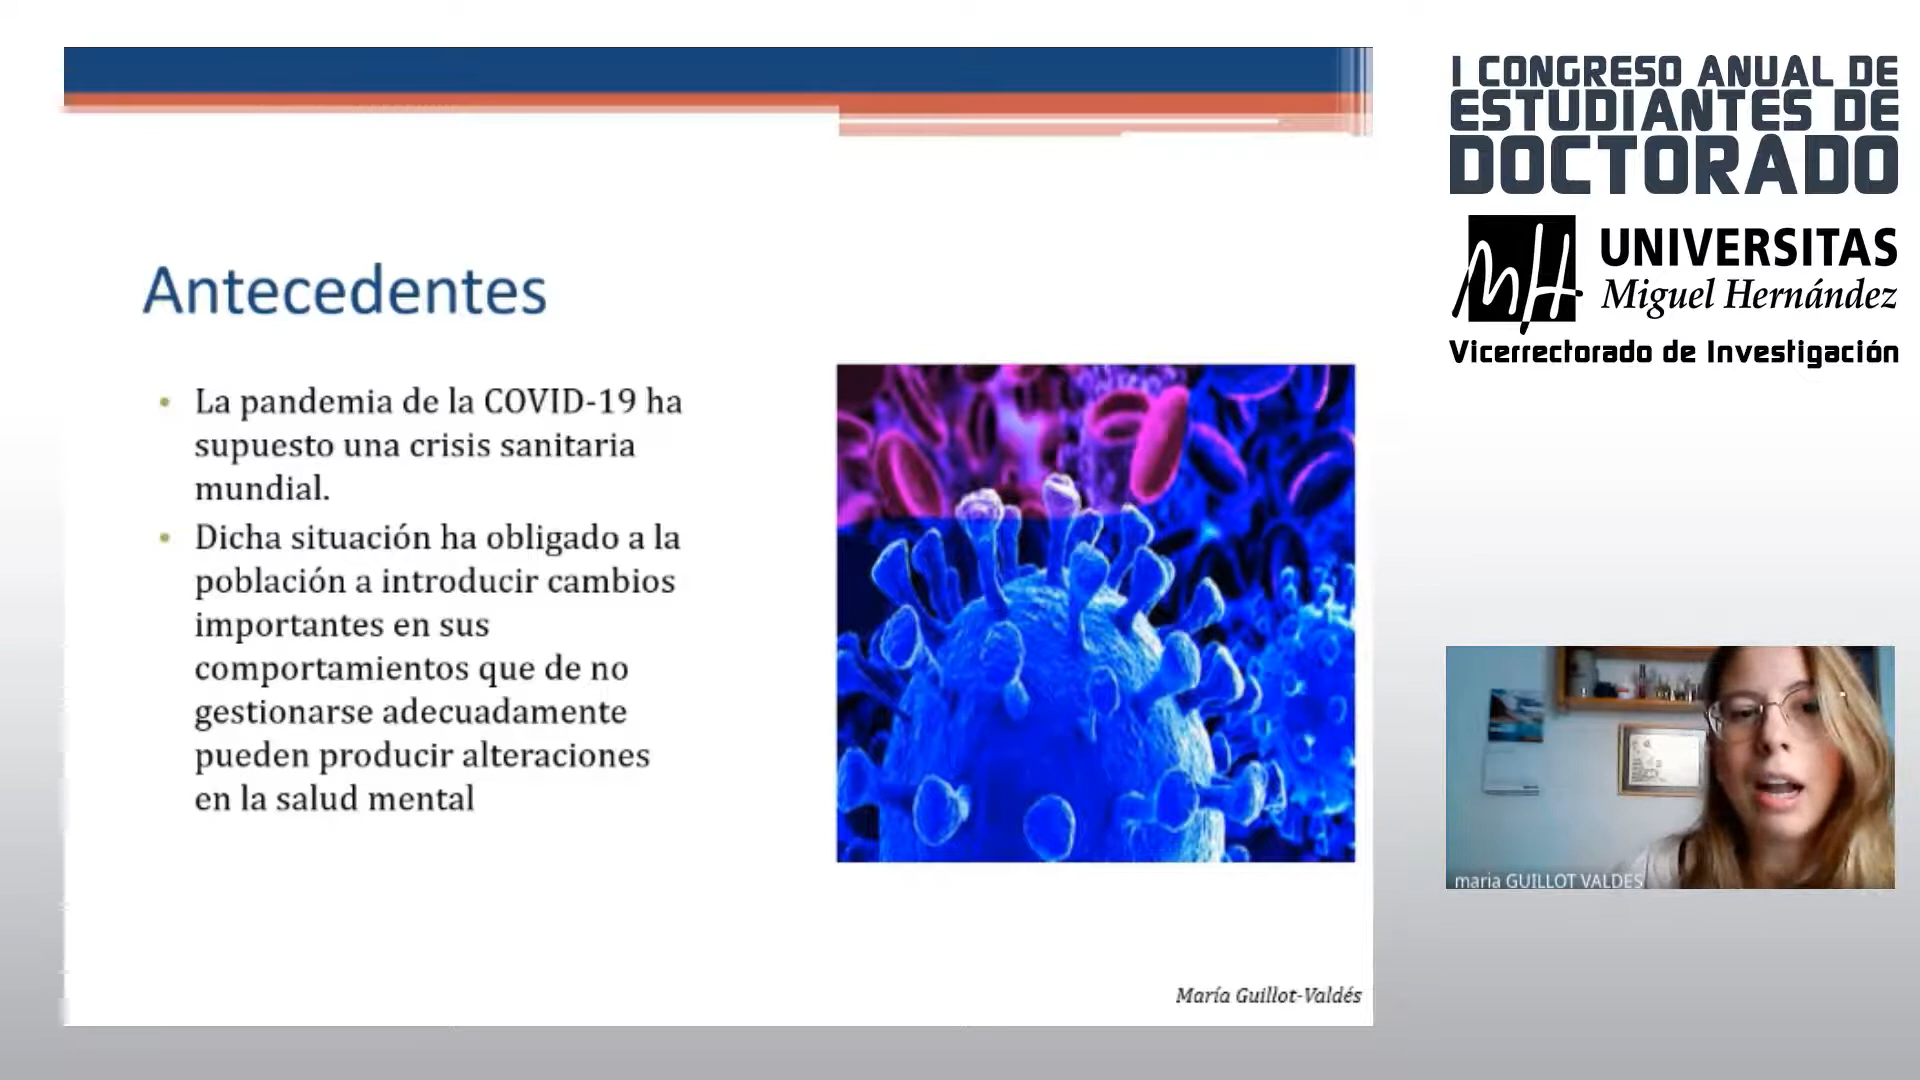 Antecedentes
La pandemia de la COVID-19 ha
supuesto una crisis sanitaria
mundial.
Dicha situación ha obligado a la
población a introducir cambios
importantes en sus
comportamientos que de no
gestionarse adecuadamente
pueden producir alteraciones
en la salud mental
María Guillot-Valdés
I CONGRESO ANUAL DE
ESTUDIANTES DE
DOCTORADO
UNIVERSITAS
Miguel Hernández
Vicerrectorado de Investigación
maria GUILLOT VALDES